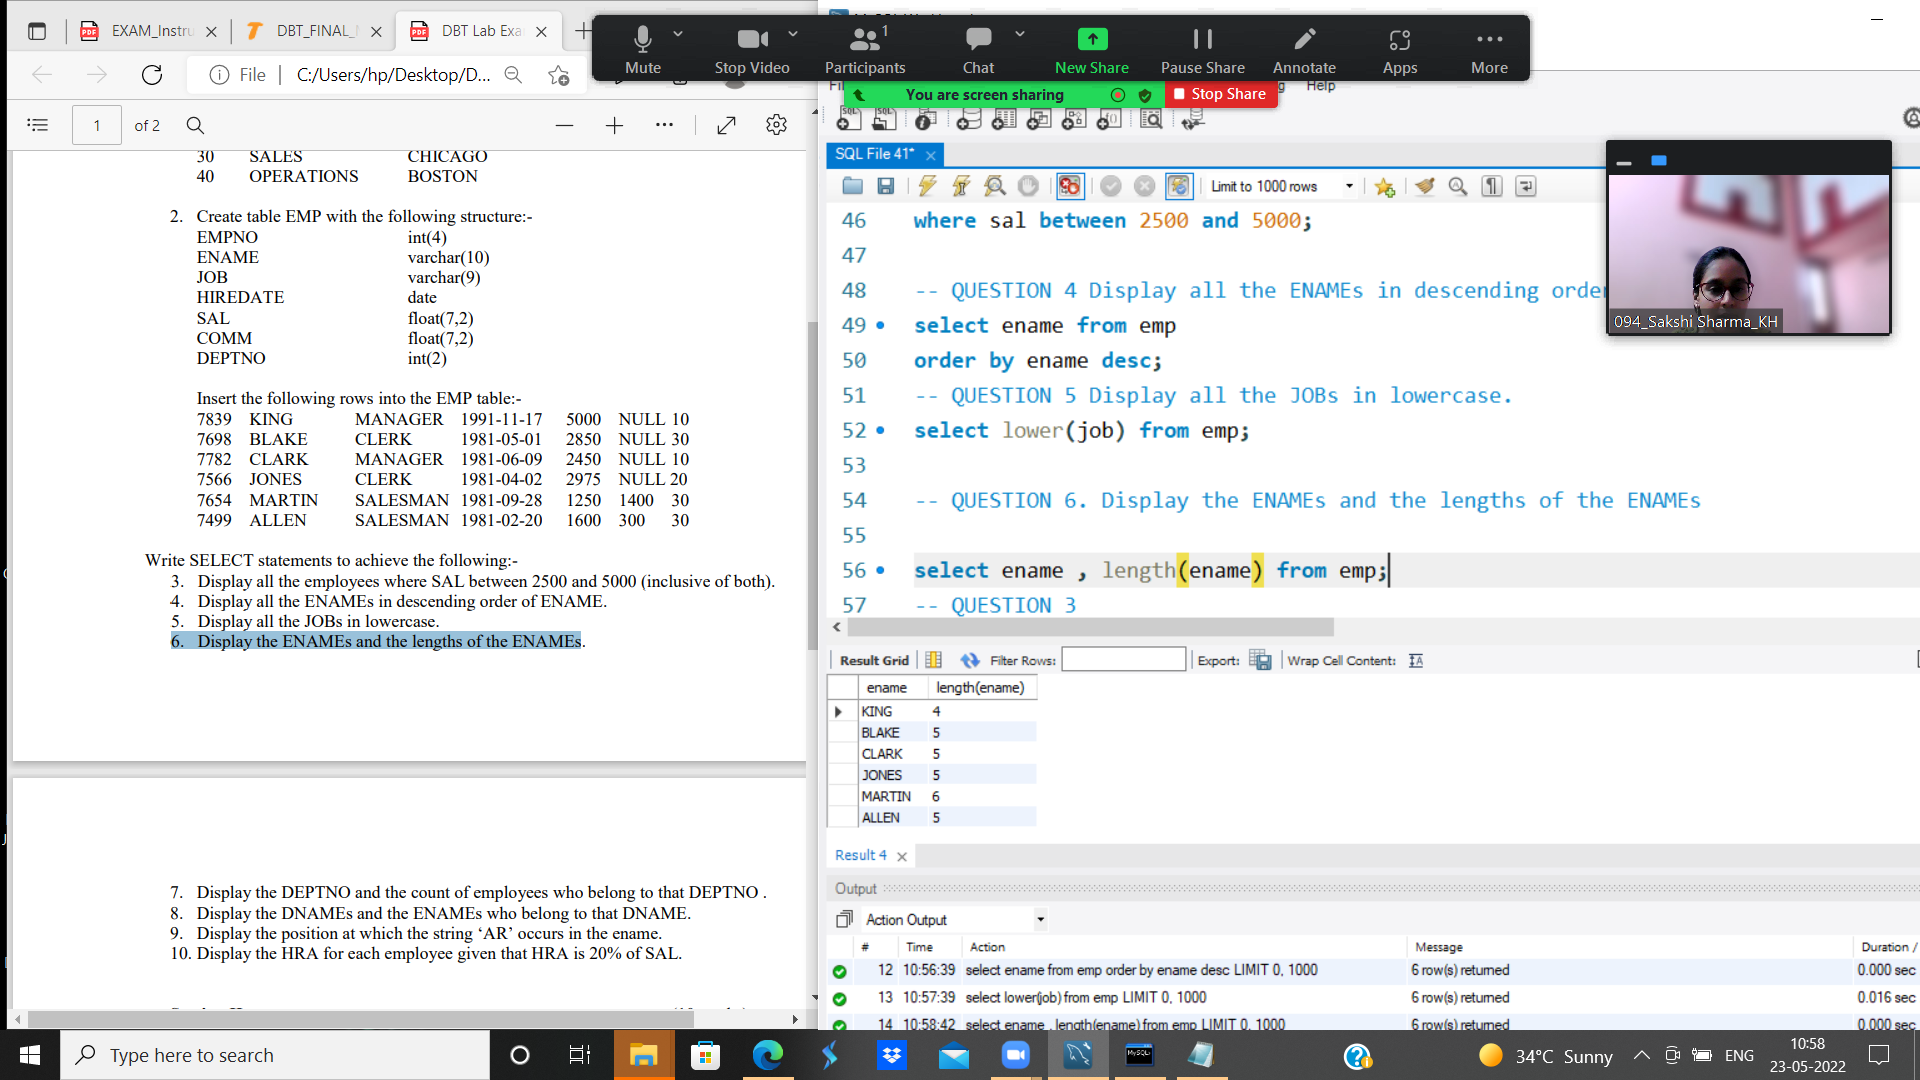 EXAM_Instru
DBT_FINAL_
DBT Lab Exa
File
C:/Users/hp/Desktop/D...
1
of 2
30 SALES CHICAGO
40 OPERATIONS BOSTON
2. Create table EMP with the following structure:-
EMPNO int(4)
ENAME varchar(10)
JOB varchar(9)
HIREDATE date
SAL float(7,2)
COMM float(7,2)
DEPTNO int(2)
Insert the following rows into the EMP table:-
7839 KING MANAGER 1991-11-17 5000 NULL 10
7698 BLAKE CLERK 1981-05-01 2850 NULL 30
7782 CLARK MANAGER 1981-06-09 2450 NULL 10
7566 JONES CLERK 1981-04-02 2975 NULL 20
7654 MARTIN SALESMAN 1981-09-28 1250 1400 30
7499 ALLEN SALESMAN 1981-02-20 1600 300 30
Write SELECT statements to achieve the following:-
3. Display all the employees where SAL between 2500 and 5000 (inclusive of both).
4. Display all the ENAMEs in descending order of ENAME.
5. Display all the JOBs in lowercase.
6. Display the ENAMEs and the lengths of the ENAMEs.
7. Display the DEPTNO and the count of employees who belong to that DEPTNO .
8. Display the DNAMEs and the ENAMEs who belong to that DNAME.
9. Display the position at which the string ‘AR’ occurs in the ename.
10. Display the HRA for each employee given that HRA is 20% of SAL.
Mute
Stop Video
1
Participants
Chat
New Share
Pause Share
Annotate
Apps
More
You are screen sharing
Stop Share
Help
SQL File 41*
Limit to 1000 rows
46 where sal between 2500 and 5000;
47
48 -- QUESTION 4 Display all the ENAMEs in descending order
49 select ename from emp
50 order by ename desc;
51 -- QUESTION 5 Display all the JOBs in lowercase.
52 select lower(job) from emp;
53
54 -- QUESTION 6. Display the ENAMEs and the lengths of the ENAMEs
55
56 select ename , length(ename) from emp;
57 -- QUESTION 3
094_Sakshi Sharma_KH
Result Grid
Filter Rows:
Export:
Wrap Cell Content:
ename length(ename)
KING 4
BLAKE 5
CLARK 5
JONES 5
MARTIN 6
ALLEN 5
Result 4
Output
Action Output
# Time Action Message Duration /
12 10:56:39 select ename from emp order by ename desc LIMIT 0, 1000 6 row(s) returned 0.000 sec
13 10:57:39 select lower(job) from emp LIMIT 0, 1000 6 row(s) returned 0.016 sec
14 10:58:42 select ename , length(ename) from emp LIMIT 0, 1000 6 row(s) returned 0.000 sec
Type here to search
34°C Sunny
ENG
10:58
23-05-2022